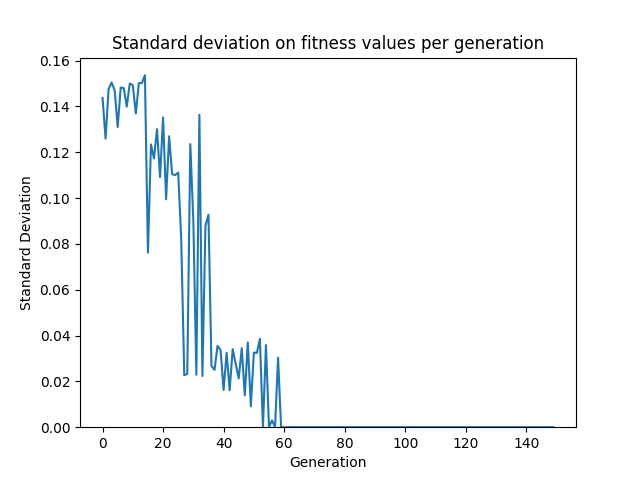 Standard deviation on fitness values per generation
0.16
0.14
0.12
0.10
0.08
0.06
0.04
0.02
0.00
Standard Deviation
0 20 40 60 80 100 120 140
Generation